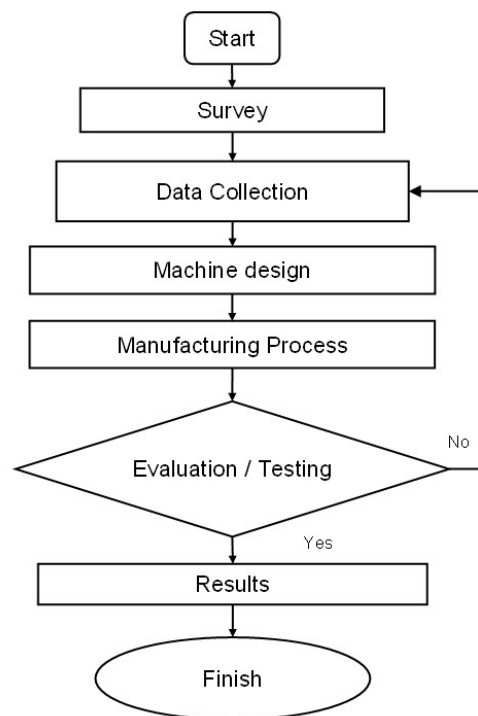 Start
Survey
Data Collection
Machine design
Manufacturing Process
No
Evaluation / Testing
Yes
Results
Finish